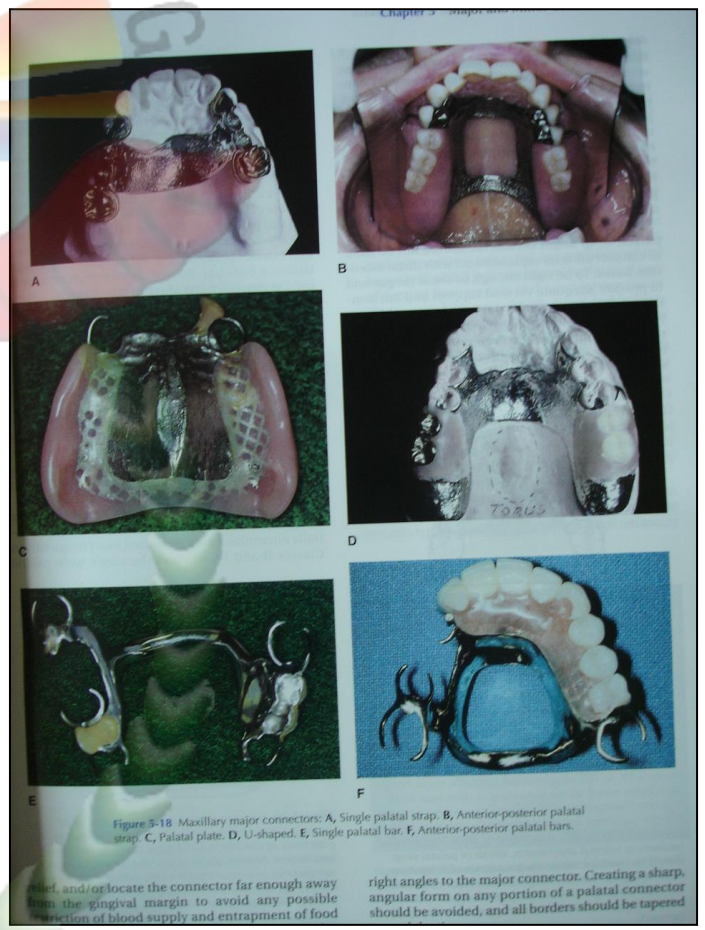 Chapter 5
Major and
A
B
C
D
TORUS
E
F
Figure 5-18 Maxillary major connectors: A, Single palatal strap. B, Anterior-posterior palatal
strap. C, Palatal plate. D, U-shaped. E, Single palatal bar. F, Anterior-posterior palatal bars.
relief, and/or locate the connector far enough away
from the gingival margin to avoid any possible
restriction of blood supply and entrapment of food
right angles to the major connector. Creating a sharp,
angular form on any portion of a palatal connector
should be avoided, and all borders should be tapered